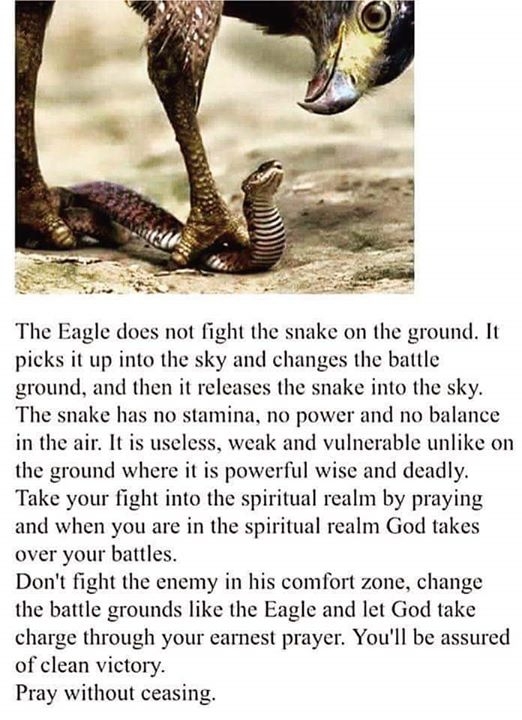 The Eagle does not fight the snake on the ground. It
picks it up into the sky and changes the battle
ground, and then it releases the snake into the sky.
The snake has no stamina, no power and no balance
in the air. It is useless, weak and vulnerable unlike on
the ground where it is powerful wise and deadly.
Take your fight into the spiritual realm by praying
and when you are in the spiritual realm God takes
over your battles.
Don't fight the enemy in his comfort zone, change
the battle grounds like the Eagle and let God take
charge through your earnest prayer. You'll be assured
of clean victory.
Pray without ceasing.